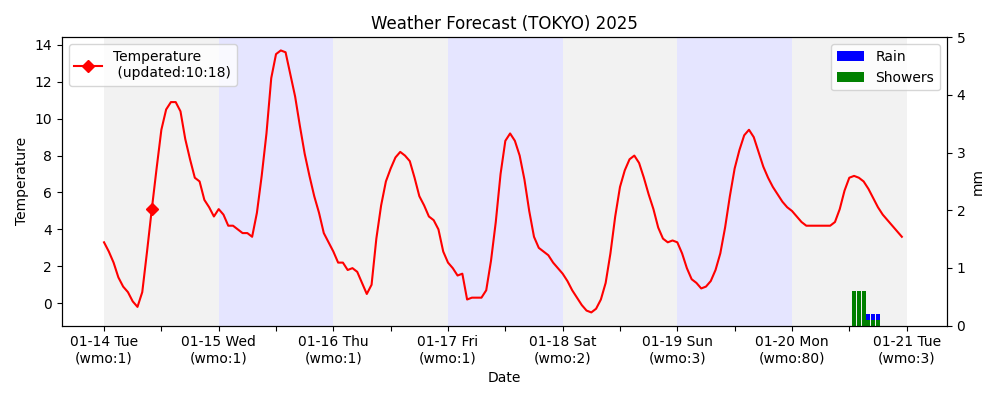 Weather Forecast (TOKYO) 2025
Temperature
(updated:10:18)
Rain
Showers
14
12
10
8
6
4
2
0
Temperature
5
4
3
2
1
0
mm
01-14 Tue
(wmo:1)
01-15 Wed
(wmo:1)
01-16 Thu
(wmo:1)
01-17 Fri
(wmo:1)
01-18 Sat
(wmo:2)
01-19 Sun
(wmo:3)
01-20 Mon
(wmo:80)
01-21 Tue
(wmo:3)
Date